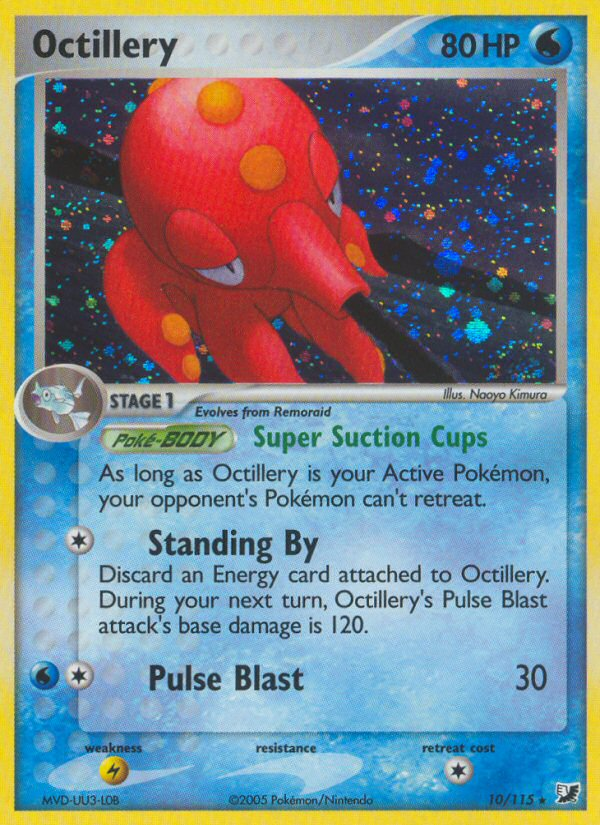 Octillery
80 HP
Illus. Naoyo Kimura
STAGE 1
Evolves from Remoraid
Poké-BODY Super Suction Cups
As long as Octillery is your Active Pokémon,
your opponent's Pokémon can't retreat.
Standing By
Discard an Energy card attached to Octillery.
During your next turn, Octillery's Pulse Blast
attack's base damage is 120.
Pulse Blast 30
weakness resistance retreat cost
MVD-UU3-L0B ©2005 Pokémon/Nintendo 10/115 ★